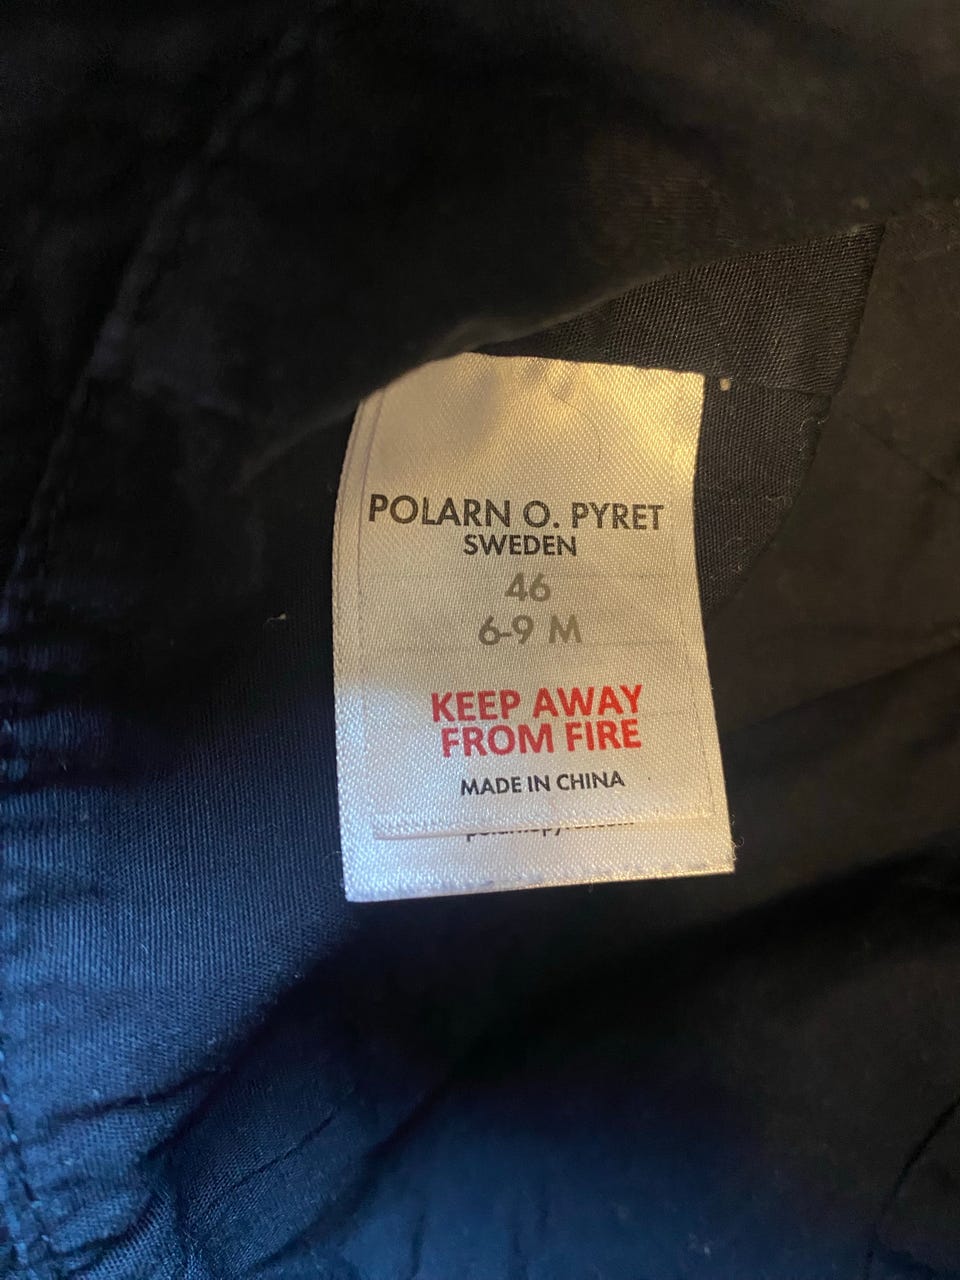 POLARN O. PYRET
SWEDEN
46
6-9 M
KEEP AWAY
FROM FIRE
MADE IN CHINA